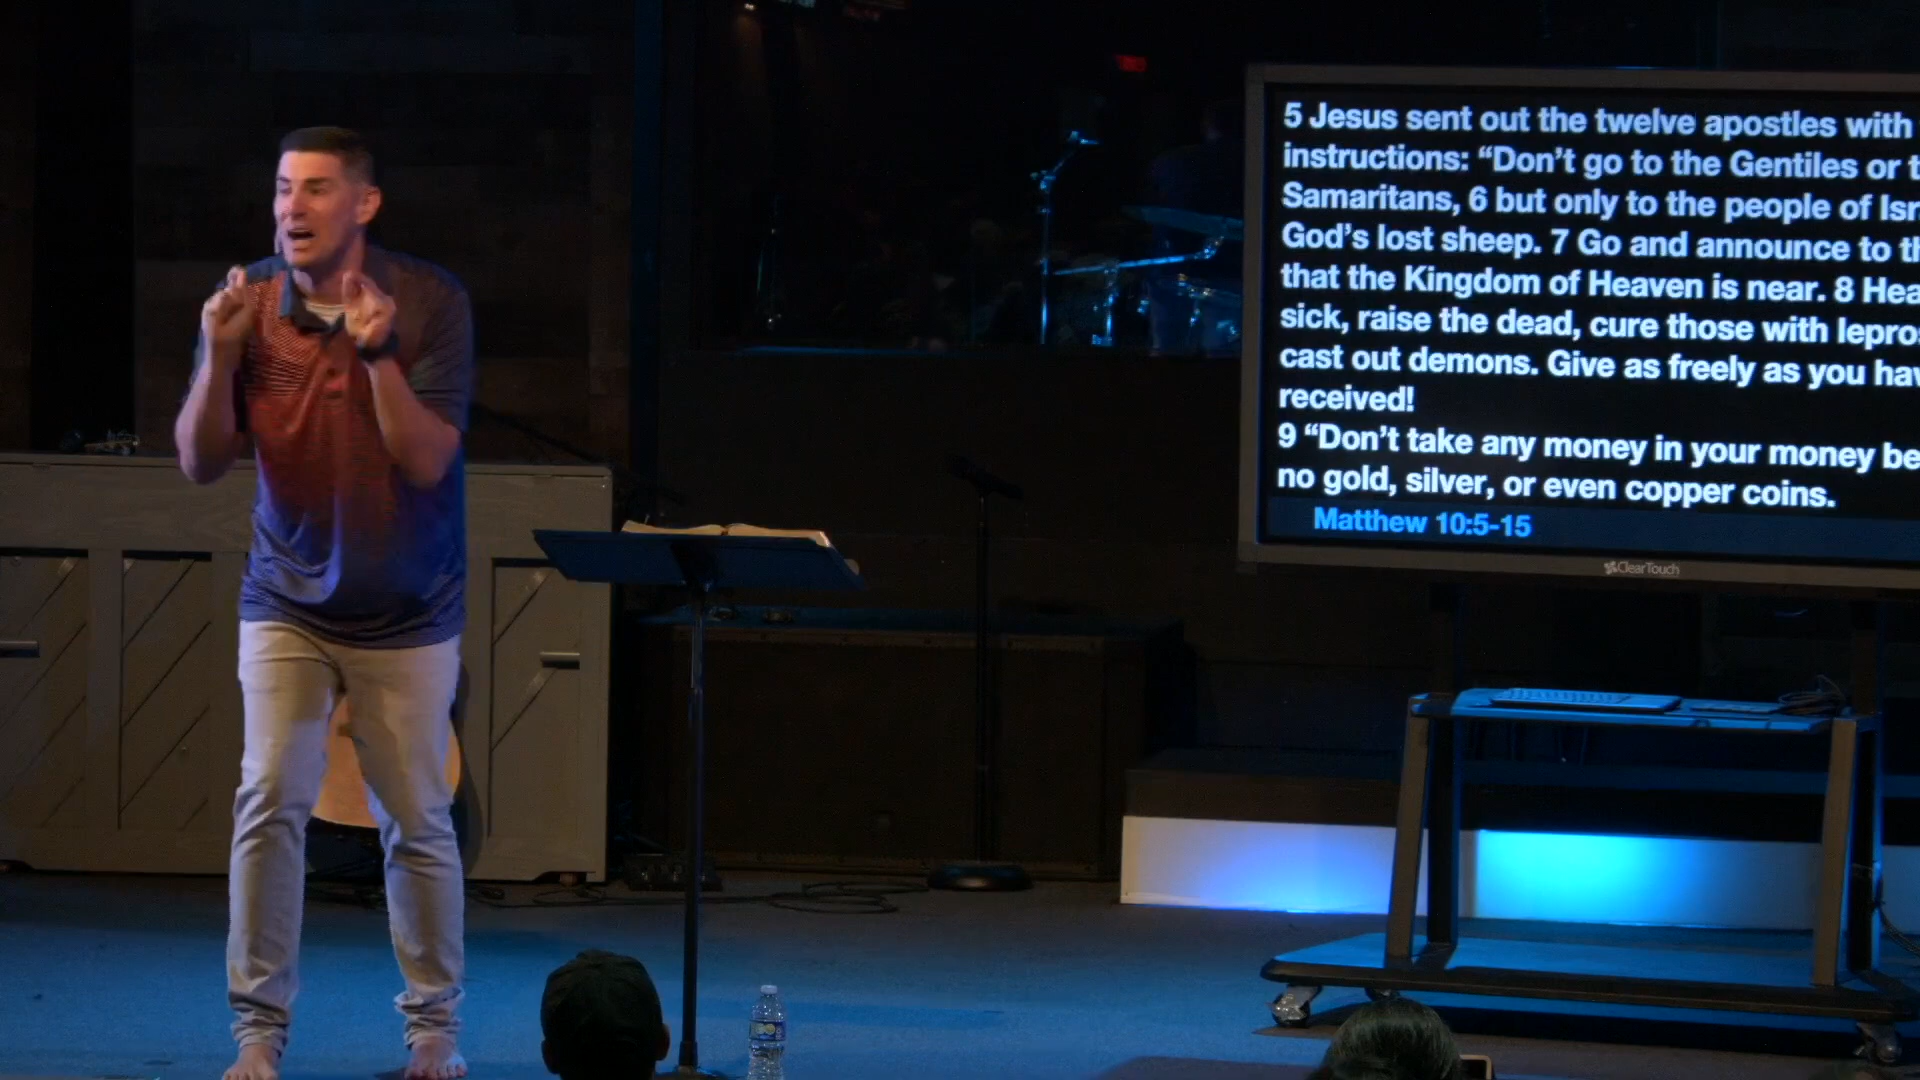 5 Jesus sent out the twelve apostles with
instructions: “Don’t go to the Gentiles or
Samaritans, 6 but only to the people of
God’s lost sheep. 7 Go and announce to
that the Kingdom of Heaven is near. 8
sick, raise the dead, cure those with
cast out demons. Give as freely as you
received!
9 “Don’t take any money in your money
no gold, silver, or even copper coins.
Matthew 10:5-15
ClearTouch